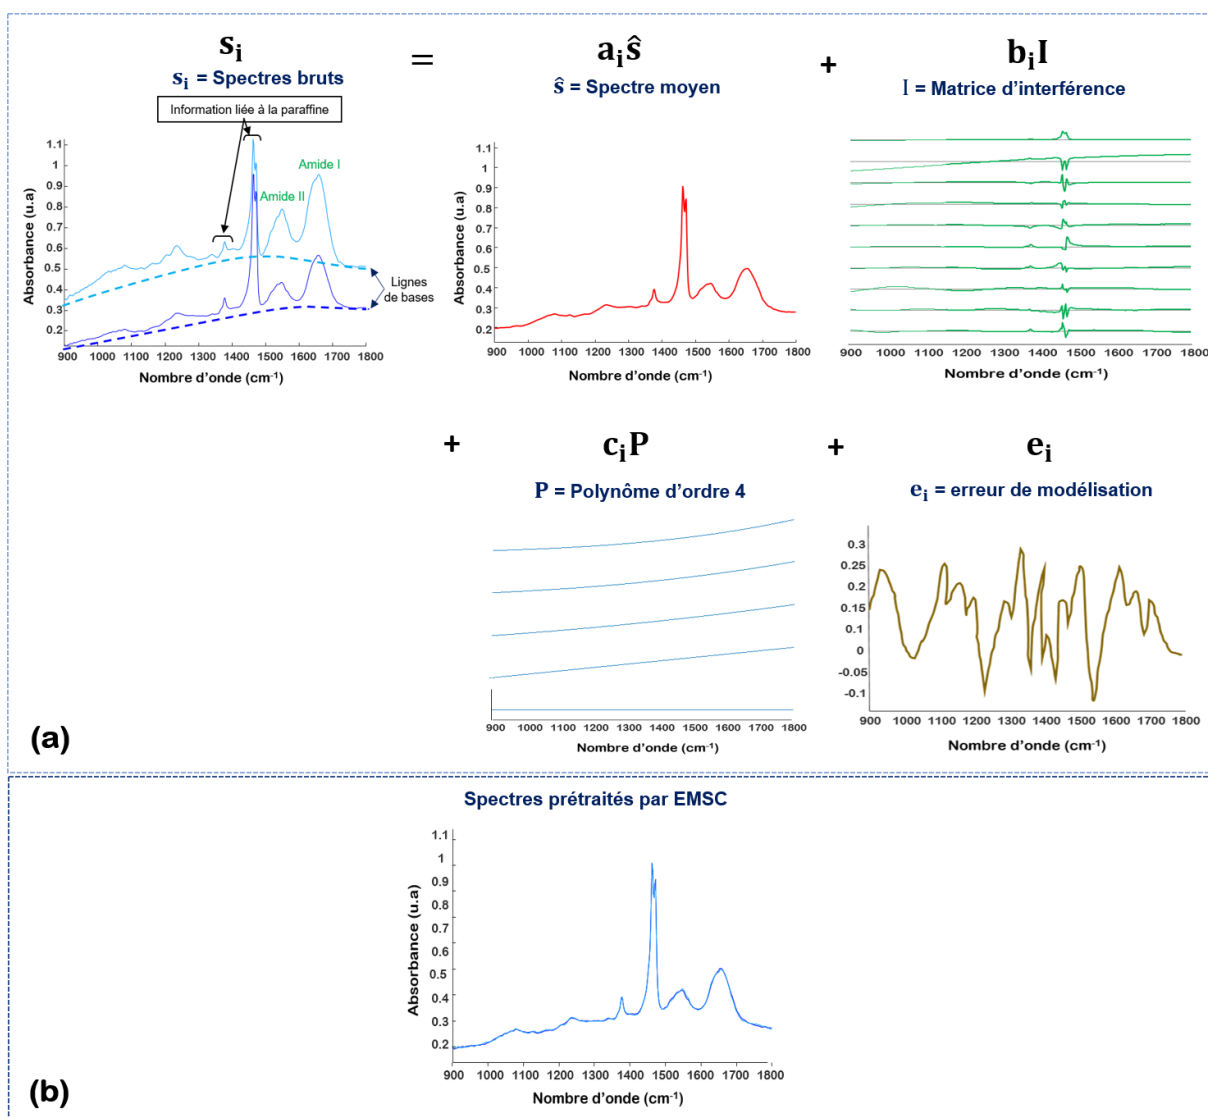 sᵢ
=
aᵢŝ
+
bᵢI
sᵢ = Spectres bruts
ŝ = Spectre moyen
I = Matrice d'interférence
Information liée à la paraffine
Amide I
Amide II
Lignes
de bases
Absorbance (u.a)
1.1
1
0.9
0.8
0.7
0.6
0.5
0.4
0.3
0.2
900 1000 1100 1200 1300 1400 1500 1600 1700 1800
Nombre d'onde (cm⁻¹)
Absorbance (u.a)
1.1
1
0.9
0.8
0.7
0.6
0.5
0.4
0.3
0.2
900 1000 1100 1200 1300 1400 1500 1600 1700 1800
Nombre d'onde (cm⁻¹)
900 1000 1100 1200 1300 1400 1500 1600 1700 1800
Nombre d'onde (cm⁻¹)
+
cᵢP
+
eᵢ
P = Polynôme d'ordre 4
eᵢ = erreur de modélisation
900 1000 1100 1200 1300 1400 1500 1600 1700 1800
Nombre d'onde (cm⁻¹)
0.3
0.25
0.2
0.15
0.1
0
-0.05
-0.1
900 1000 1100 1200 1300 1400 1500 1600 1700 1800
Nombre d'onde (cm⁻¹)
(a)
Spectres prétraités par EMSC
Absorbance (u.a)
1.1
1
0.9
0.8
0.7
0.6
0.5
0.4
0.3
0.2
900 1000 1100 1200 1300 1400 1500 1600 1700 1800
Nombre d'onde (cm⁻¹)
(b)